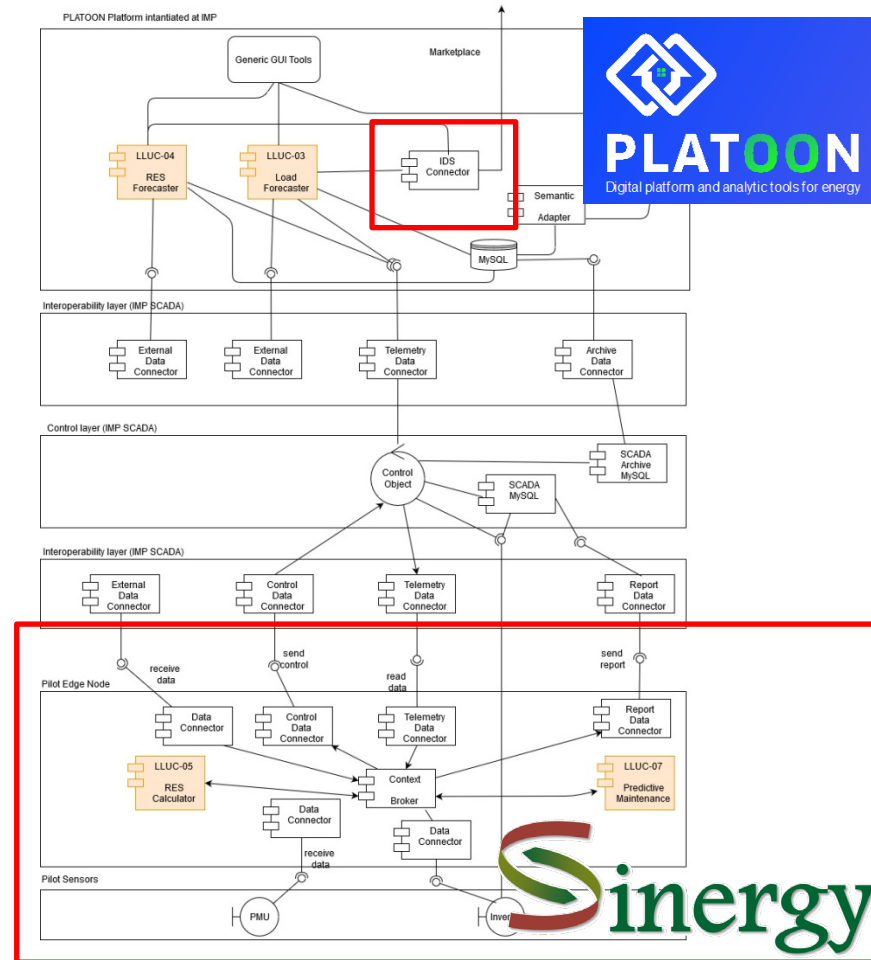 PLATOON Platform intantiated at IMP
Marketplace
Generic GUI Tools
PLATOON
Digital platform and analytic tools for energy
LLUC-04
RES
Forecaster
LLUC-03
Load
Forecaster
IDS
Connector
Semantic
Adapter
MySQL
Interoperability layer (IMP SCADA)
External
Data
Connector
External
Data
Connector
Telemetry
Data
Connector
Archive
Data
Connector
Control layer (IMP SCADA)
Control
Object
SCADA
MySQL
SCADA
Archive
MySQL
Interoperability layer (IMP SCADA)
External
Data
Connector
Control
Data
Connector
Telemetry
Data
Connector
Report
Data
Connector
receive
data
send
control
read
data
send
report
Pilot Edge Node
Data
Connector
Control
Data
Connector
Telemetry
Data
Connector
Report
Data
Connector
LLUC-05
RES
Calculator
Context
Broker
LLUC-07
Predictive
Maintenance
Data
Connector
Data
Connector
receive
data
Pilot Sensors
PMU
Inver
Sinergy